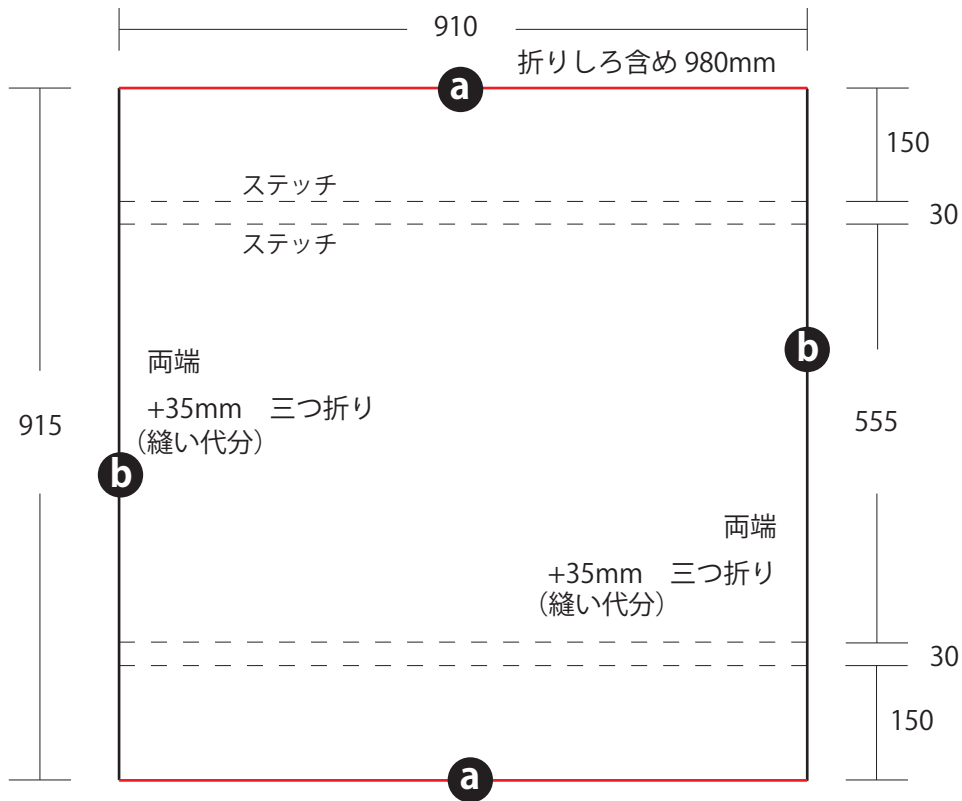 910
折りしろ含め 980mm
a
150
ステッチ
30
ステッチ
b
両端
+35mm 三つ折り
（縫い代分）
915
555
b
両端
+35mm 三つ折り
（縫い代分）
30
150
a